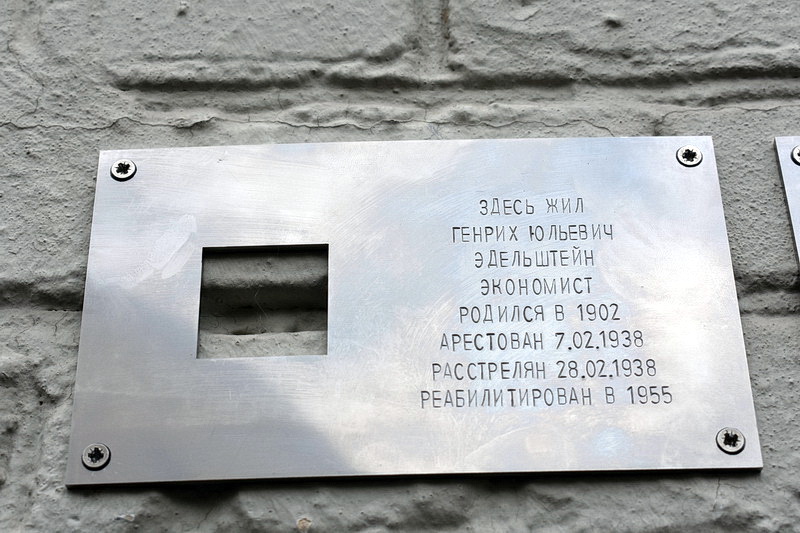 ЗДЕСЬ ЖИЛ
ГЕНРИХ ЮЛЬЕВИЧ
ЭДЕЛЬШТЕЙН
ЭКОНОМИСТ
РОДИЛСЯ В 1902
АРЕСТОВАН 7.02.1938
РАССТРЕЛЯН 28.02.1938
РЕАБИЛИТИРОВАН В 1955